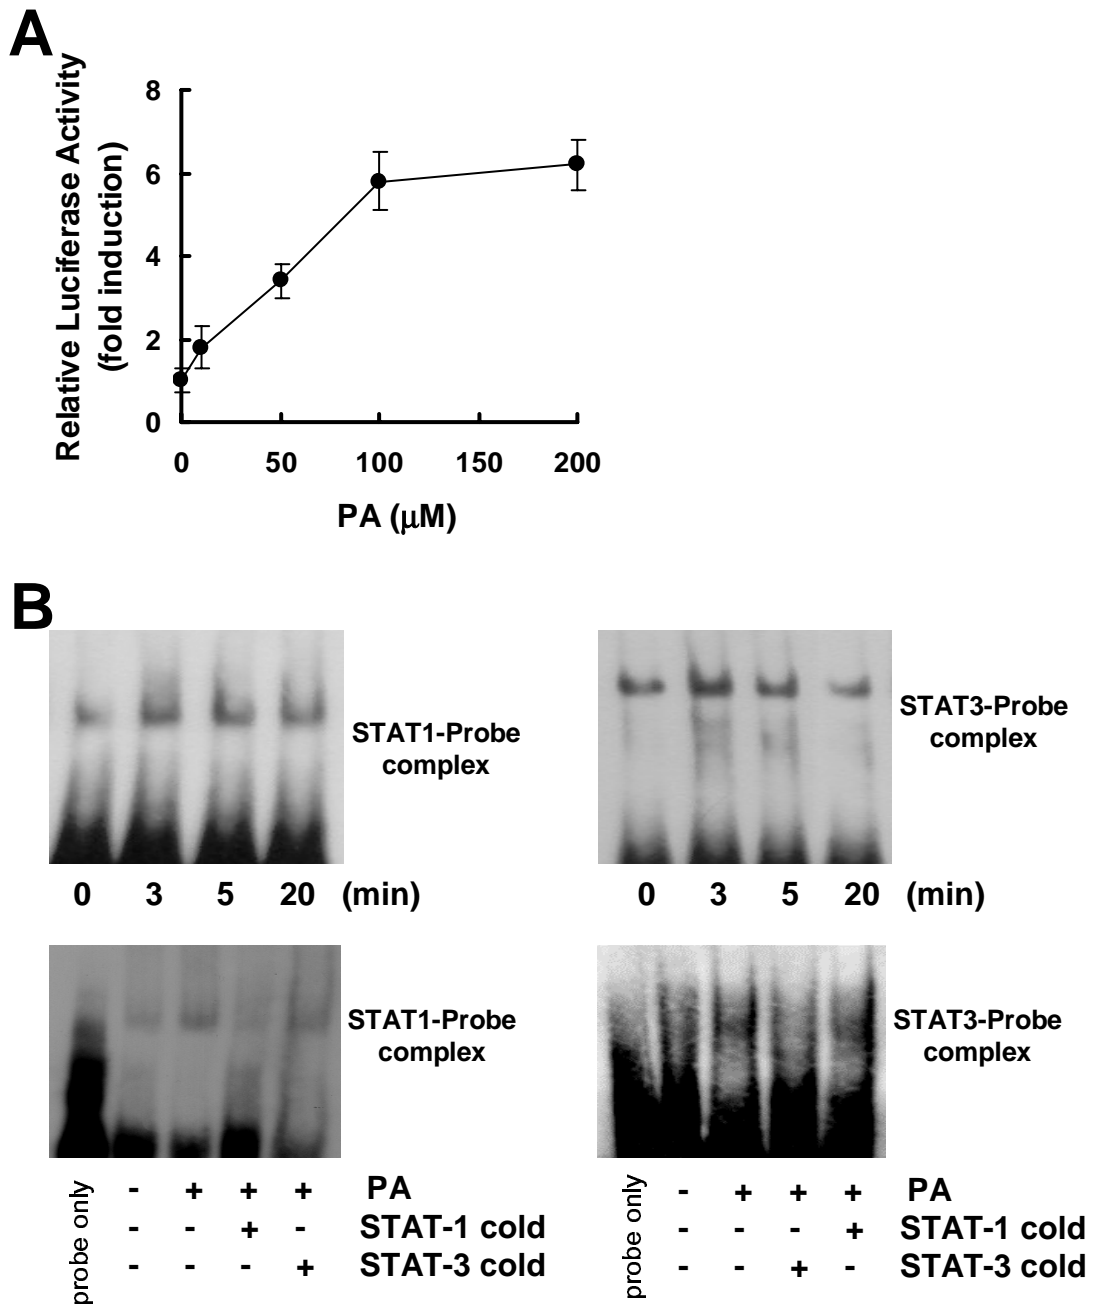 A
Relative Luciferase Activity
(fold induction)
8
6
4
2
0
0 50 100 150 200
PA (μM)
B
STAT1-Probe
complex
STAT3-Probe
complex
0 3 5 20 (min)
0 3 5 20 (min)
STAT1-Probe
complex
STAT3-Probe
complex
probe only
- + + + PA
- - + - STAT-1 cold
- - - + STAT-3 cold
probe only
- + + + PA
- - - + STAT-1 cold
- - + - STAT-3 cold